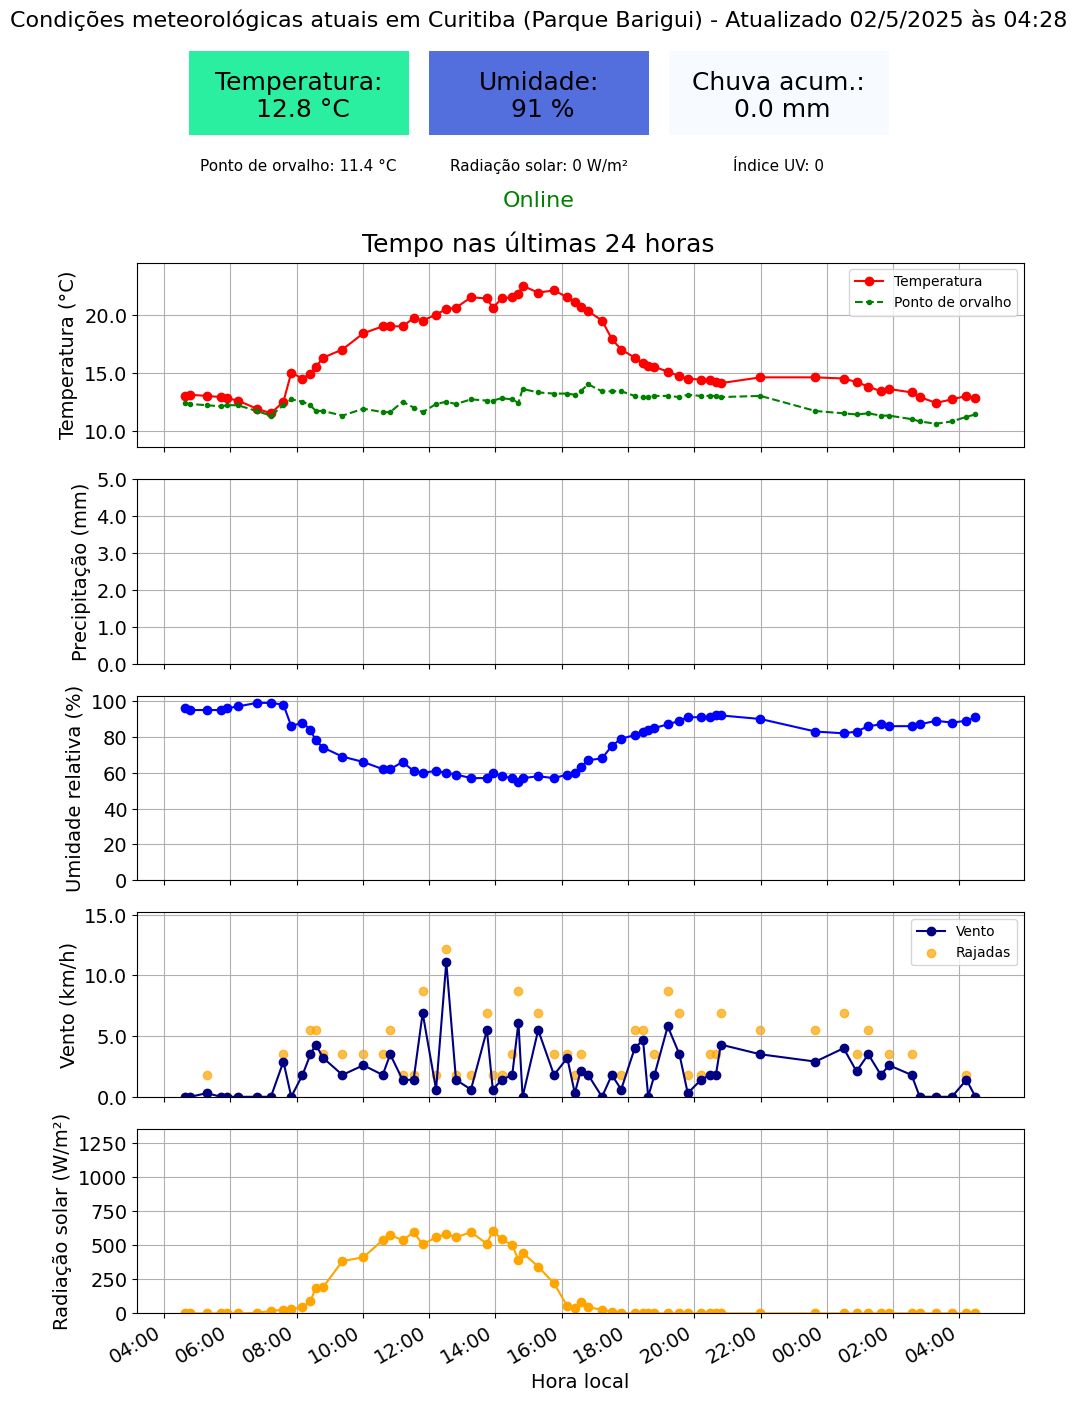 Condições meteorológicas atuais em Curitiba (Parque Barigui) - Atualizado 02/5/2025 às 04:28
Temperatura:
12.8 °C
Umidade:
91 %
Chuva acum.:
0.0 mm
Ponto de orvalho: 11.4 °C
Radiação solar: 0 W/m²
Índice UV: 0
Online
Tempo nas últimas 24 horas
Temperatura (°C)
20.0
15.0
10.0
Temperatura
Ponto de orvalho
Precipitação (mm)
5.0
4.0
3.0
2.0
1.0
0.0
Umidade relativa (%)
100
80
60
40
20
0
Vento (km/h)
15.0
10.0
5.0
0.0
Vento
Rajadas
Radiação solar (W/m²)
1250
1000
750
500
250
0
04:00 06:00 08:00 10:00 12:00 14:00 16:00 18:00 20:00 22:00 00:00 02:00 04:00
Hora local